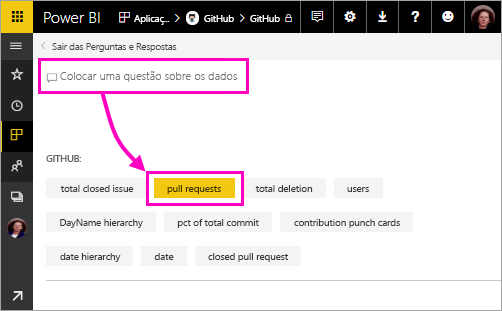 Power BI Aplicaç... > GitHub > GitHub
< Sair das Perguntas e Respostas
Colocar uma questão sobre os dados
GITHUB:
total closed issue pull requests total deletion users
DayName hierarchy pct of total commit contribution punch cards
date hierarchy date closed pull request